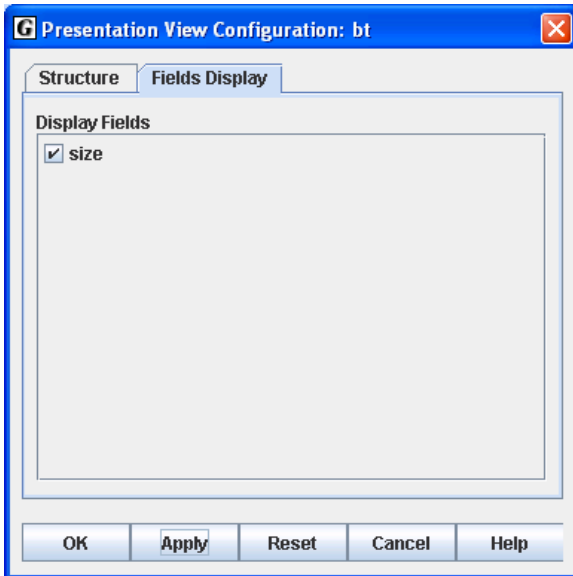 G Presentation View Configuration: bt
Structure Fields Display
Display Fields
size
OK Apply Reset Cancel Help